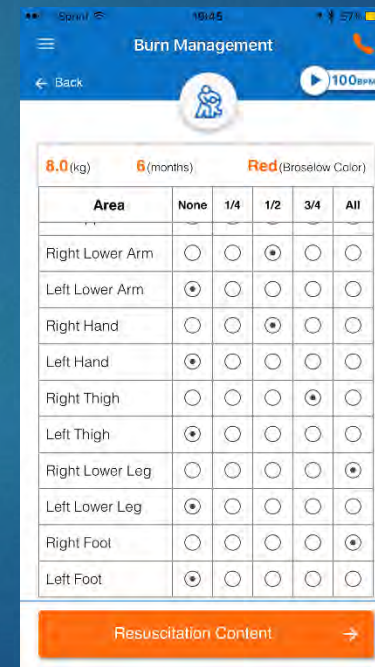 Sprint 16:45 57%
Burn Management
← Back 100BPM
8.0(kg) 6(months) Red(Broselow Color)
Area None 1/4 1/2 3/4 All
Right Lower Arm
Left Lower Arm
Right Hand
Left Hand
Right Thigh
Left Thigh
Right Lower Leg
Left Lower Leg
Right Foot
Left Foot
Resuscitation Content →